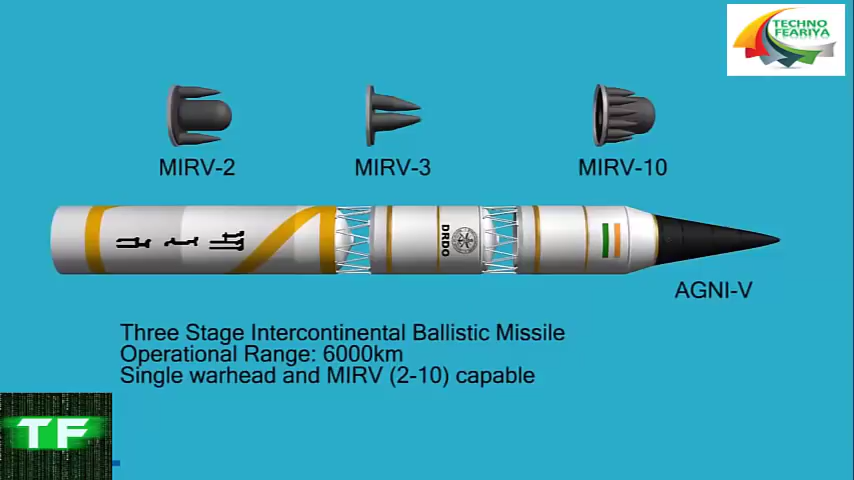 TECHNO
FEARIYA
MIRV-2
MIRV-3
MIRV-10
DRDO
AGNI-V
Three Stage Intercontinental Ballistic Missile
Operational Range: 6000km
Single warhead and MIRV (2-10) capable
TF